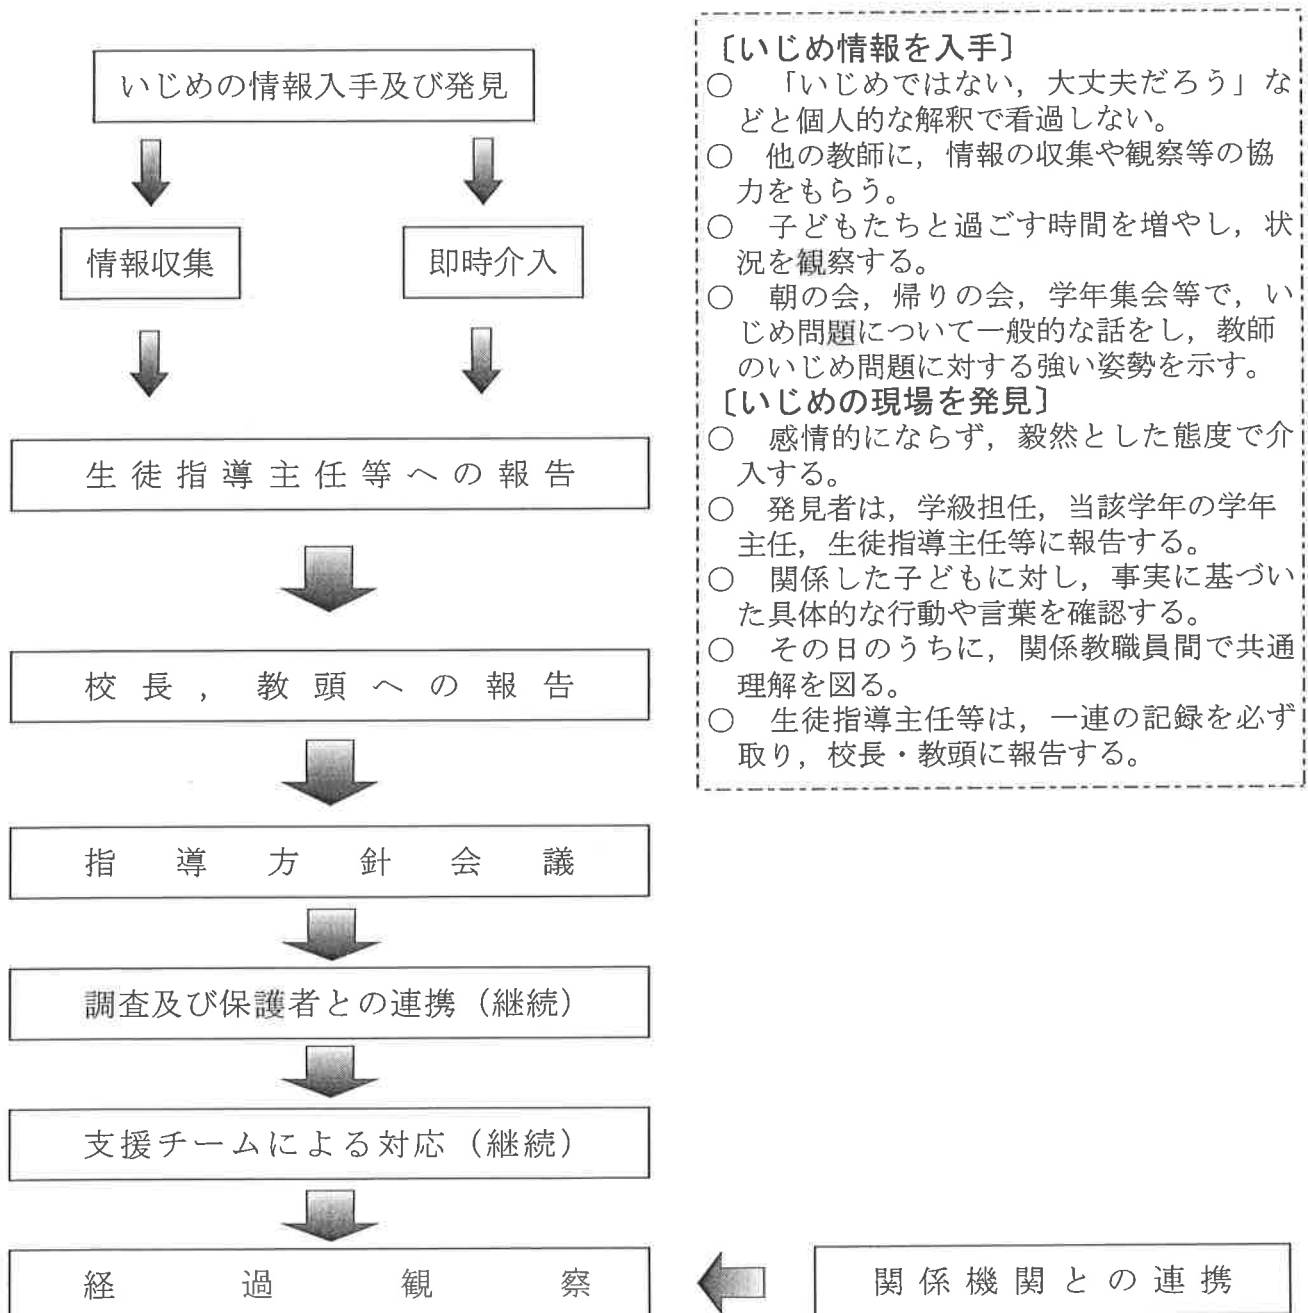 いじめの情報入手及び発見
情報収集
即時介入
生徒指導主任等への報告
校長，教頭への報告
指導方針会議
調査及び保護者との連携（継続）
支援チームによる対応（継続）
経過観察
関係機関との連携
〔いじめ情報を入手〕
○　「いじめではない，大丈夫だろう」な
どと個人的な解釈で看過しない。
○　他の教師に，情報の収集や観察等の協
力をもらう。
○　子どもたちと過ごす時間を増やし，状
況を観察する。
○　朝の会，帰りの会，学年集会等で，い
じめ問題について一般的な話をし，教師
のいじめ問題に対する強い姿勢を示す。
〔いじめの現場を発見〕
○　感情的にならず，毅然とした態度で介
入する。
○　発見者は，学級担任，当該学年の学年
主任，生徒指導主任等に報告する。
○　関係した子どもに対し，事実に基づい
た具体的な行動や言葉を確認する。
○　その日のうちに，関係教職員間で共通
理解を図る。
○　生徒指導主任等は，一連の記録を必ず
取り，校長・教頭に報告する。